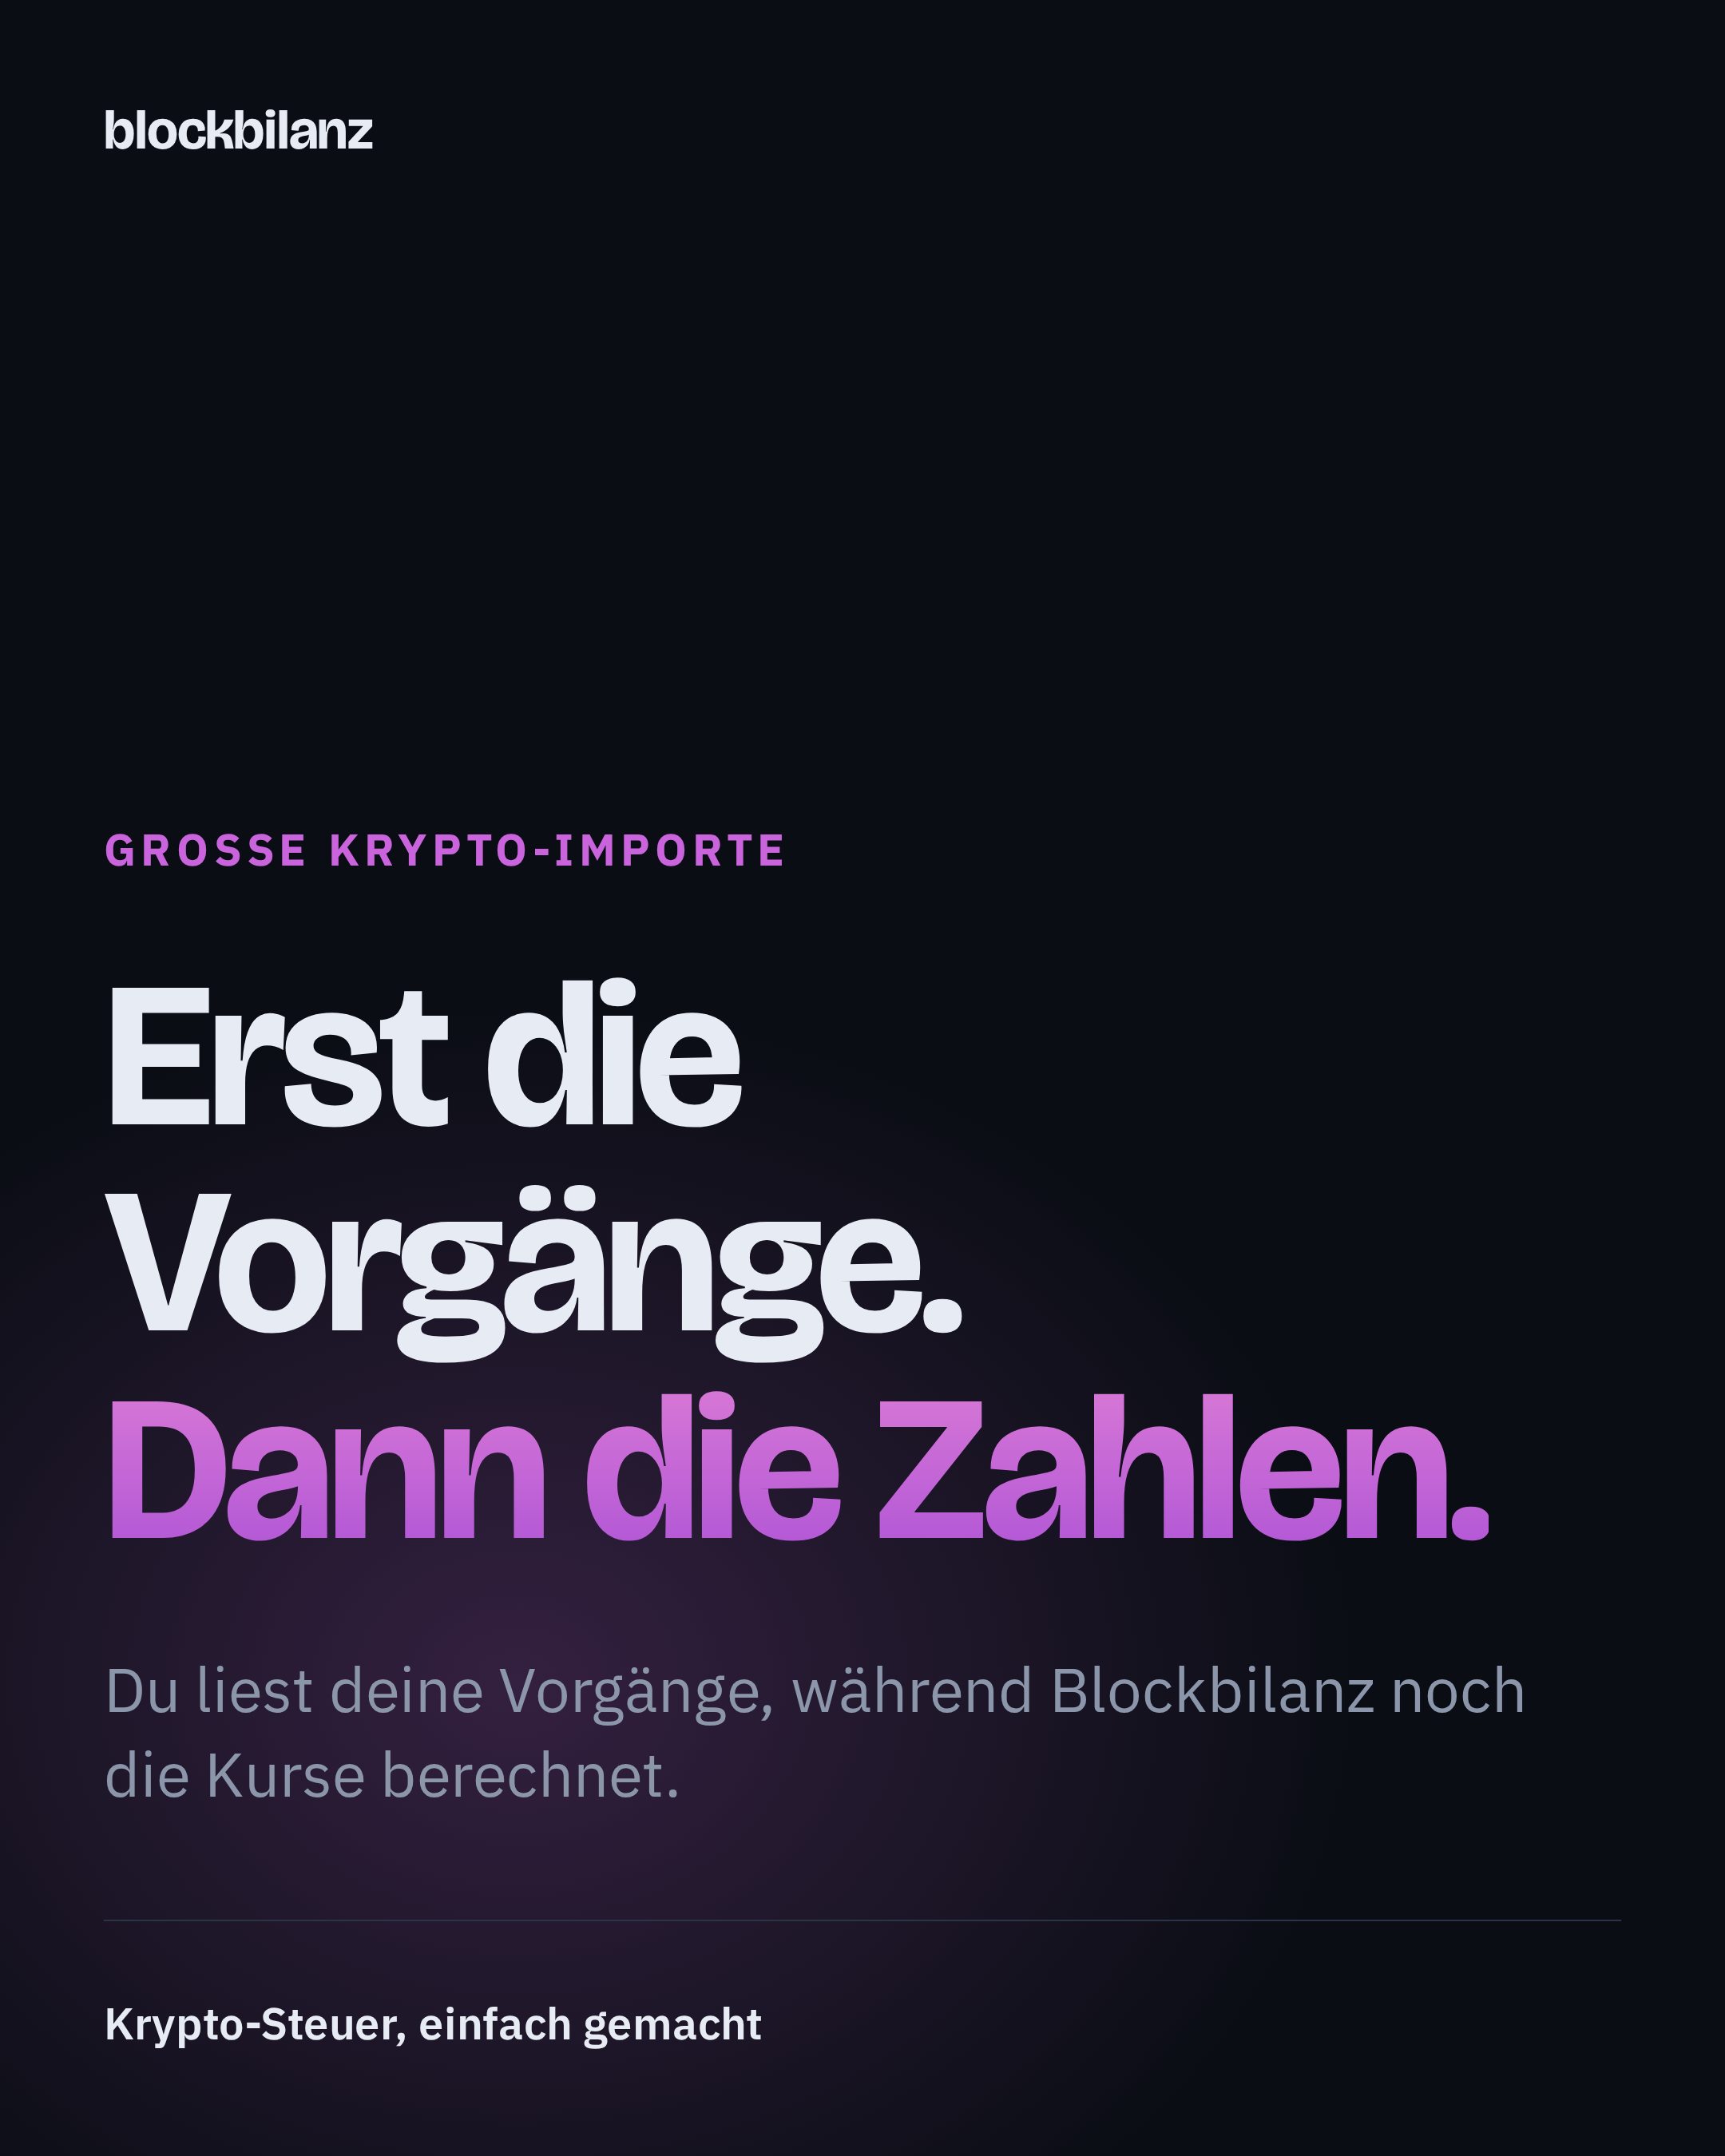 blockbilanz
GROSSE KRYPTO-IMPORTE
Erst die
Vorgänge.
Dann die Zahlen.
Du liest deine Vorgänge, während Blockbilanz noch
die Kurse berechnet.
Krypto-Steuer, einfach gemacht